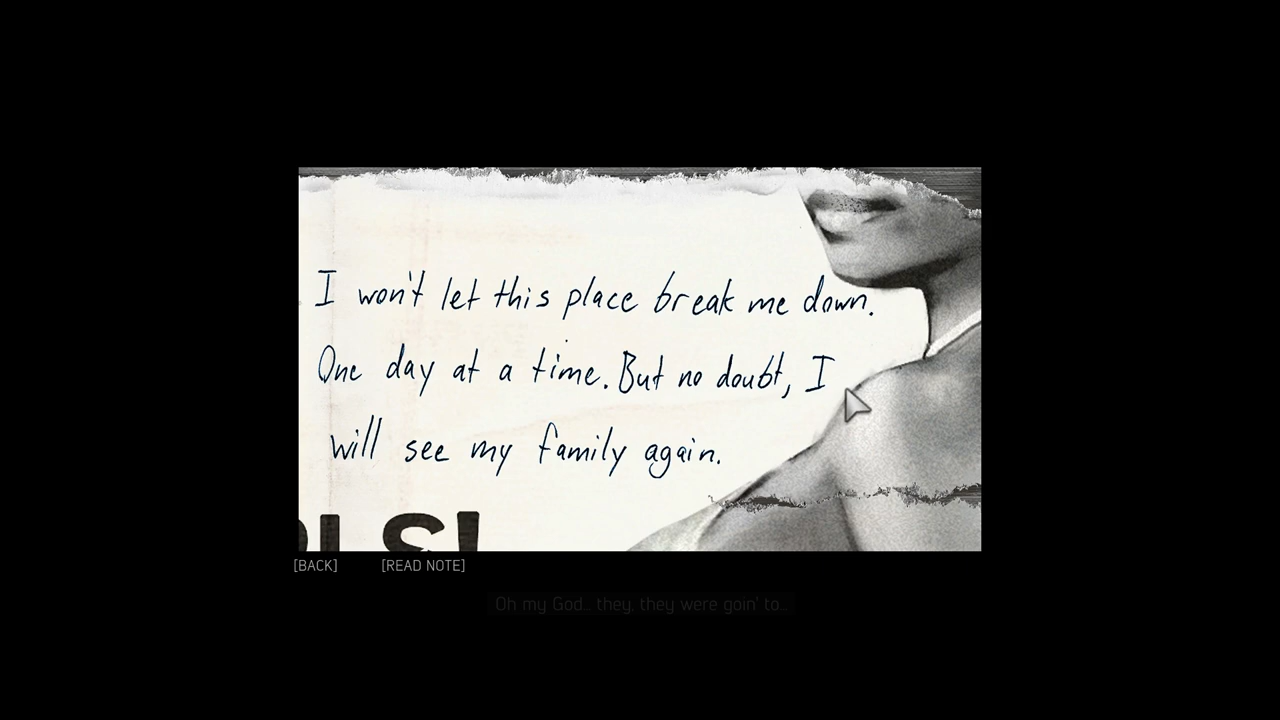 I won't let this place break me down.
One day at a time. But no doubt, I
will see my family again.
LS!
[BACK] [READ NOTE]
Oh my God... they, they were goin' to...